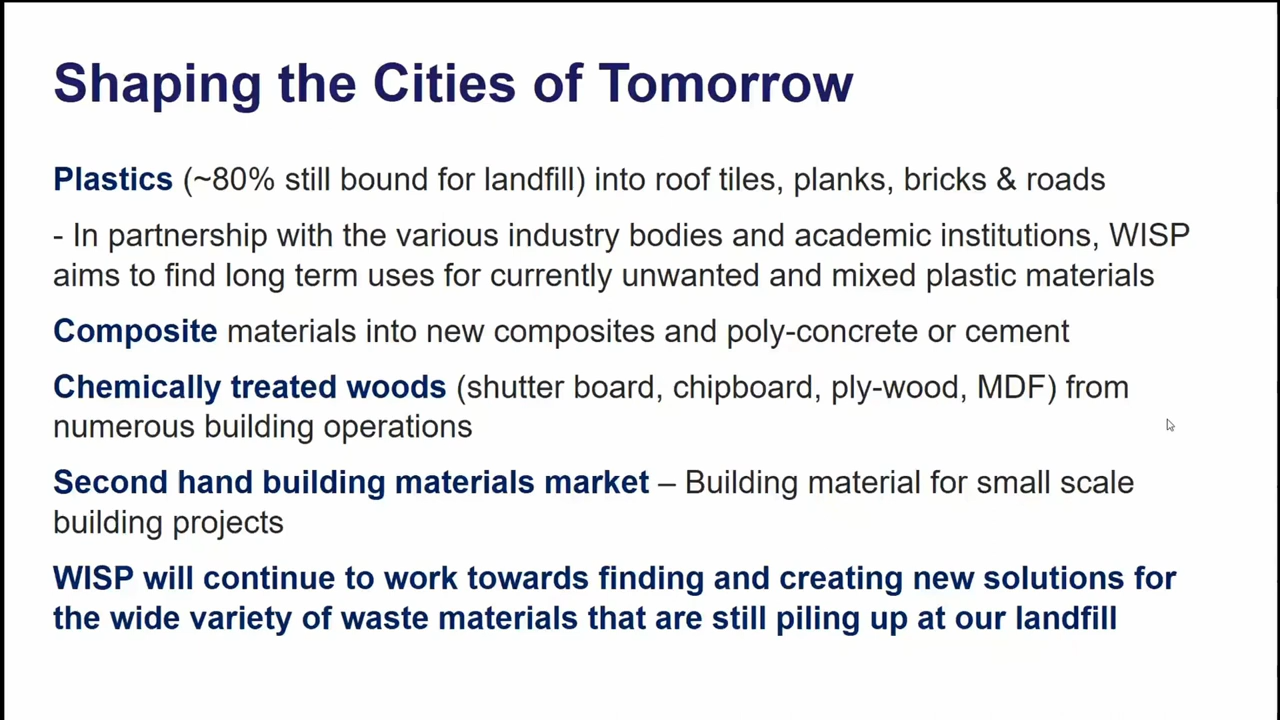 Shaping the Cities of Tomorrow
Plastics (~80% still bound for landfill) into roof tiles, planks, bricks & roads
- In partnership with the various industry bodies and academic institutions, WISP
aims to find long term uses for currently unwanted and mixed plastic materials
Composite materials into new composites and poly-concrete or cement
Chemically treated woods (shutter board, chipboard, ply-wood, MDF) from
numerous building operations
Second hand building materials market – Building material for small scale
building projects
WISP will continue to work towards finding and creating new solutions for
the wide variety of waste materials that are still piling up at our landfill